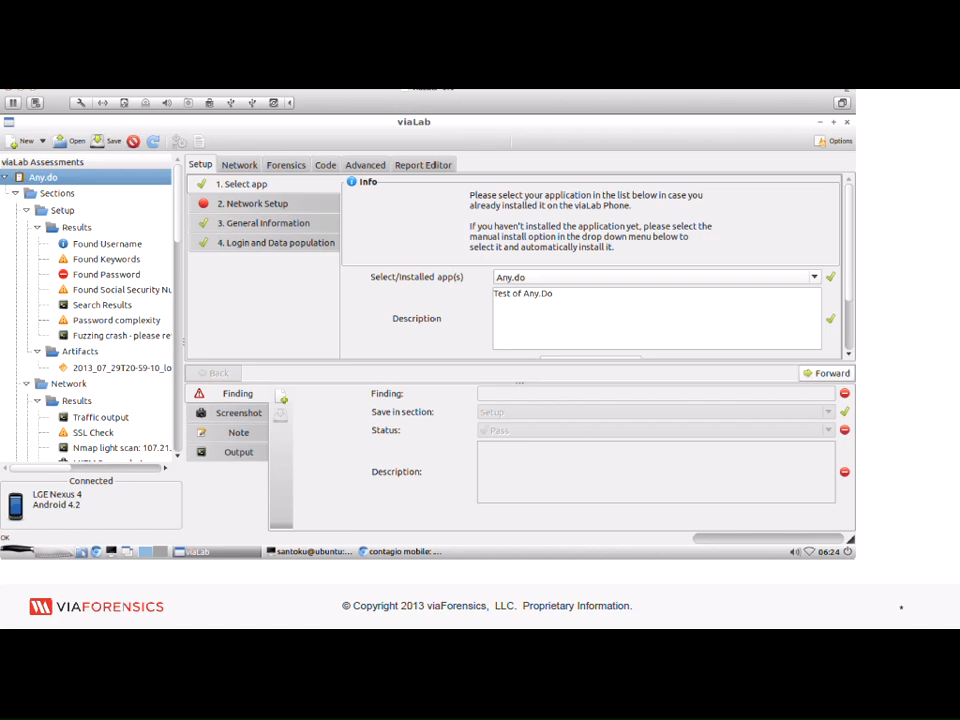 viaLab
New
Open
Save
Options
viaLab Assessments
Any.do
Sections
Setup
Results
Found Username
Found Keywords
Found Password
Found Social Security Nu
Search Results
Password complexity
Fuzzing crash - please re
Artifacts
2013_07_29T20-59-10_lo
Network
Results
Traffic output
SSL Check
Nmap light scan: 107.21.
Connected
LGE Nexus 4
Android 4.2
OK
Setup Network Forensics Code Advanced Report Editor
1. Select app
2. Network Setup
3. General Information
4. Login and Data population
Info
Please select your application in the list below in case you
already installed it on the viaLab Phone.
If you haven't installed the application yet, please select the
manual install option in the drop down menu below to
select it and automatically install it.
Select/Installed app(s) Any.do
Description Test of Any.Do
Back
Forward
Finding
Screenshot
Note
Output
Finding:
Save in section: Setup
Status: Pass
Description:
viaLab santoku@ubuntu:... contagio mobile: ... 06:24
VIAFORENSICS
© Copyright 2013 viaForensics, LLC. Proprietary Information.
*